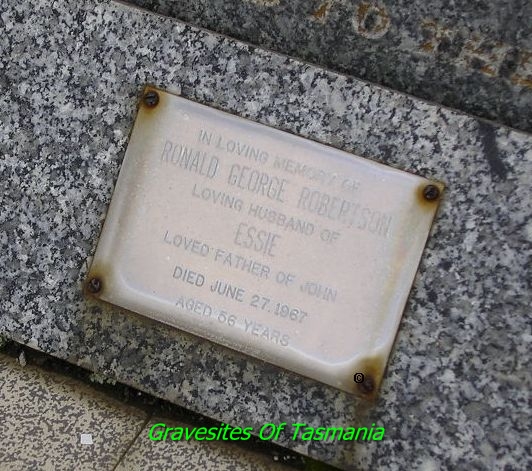 IN LOVING MEMORY OF
RONALD GEORGE ROBERTSON
LOVING HUSBAND OF
ESSIE
LOVED FATHER OF JOHN
DIED JUNE 27.1967
AGED 56 YEARS
©
Gravesites Of Tasmania